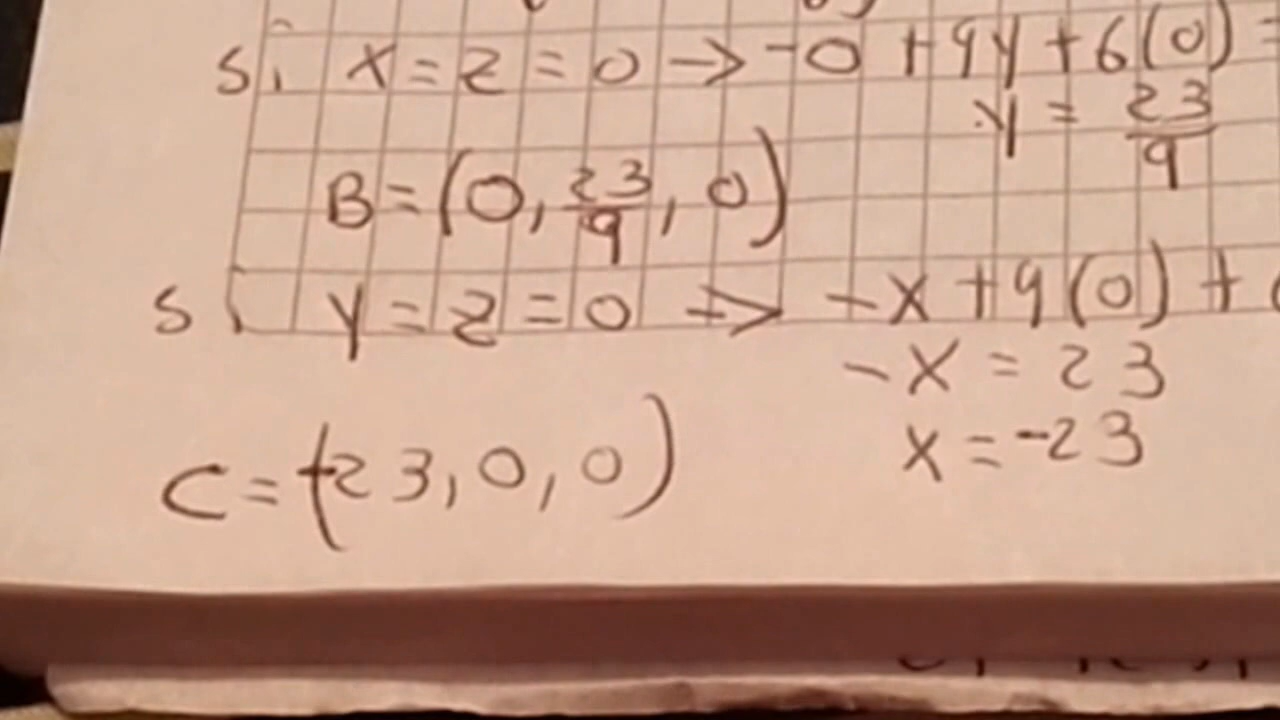 Si X = Z = 0 → -0 + 9Y + 6(0) =
Y = 23/9
B = (0, 23/9, 0)
Si Y = Z = 0 → -X + 9(0) +
-X = 23
X = -23
C = (-23, 0, 0)